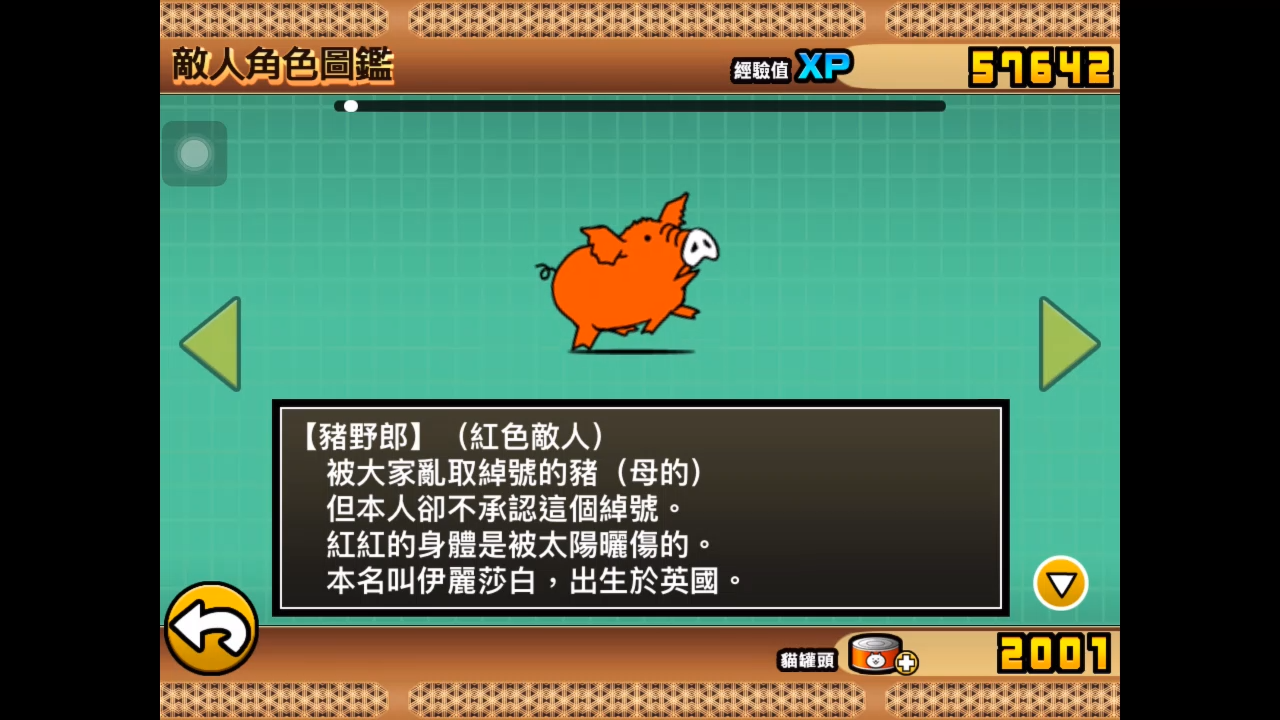 敵人角色圖鑑
經驗值 XP 57642
【豬野郎】（紅色敵人）
被大家亂取綽號的豬（母的）
但本人卻不承認這個綽號。
紅紅的身體是被太陽曬傷的。
本名叫伊麗莎白，出生於英國。
貓罐頭 2001